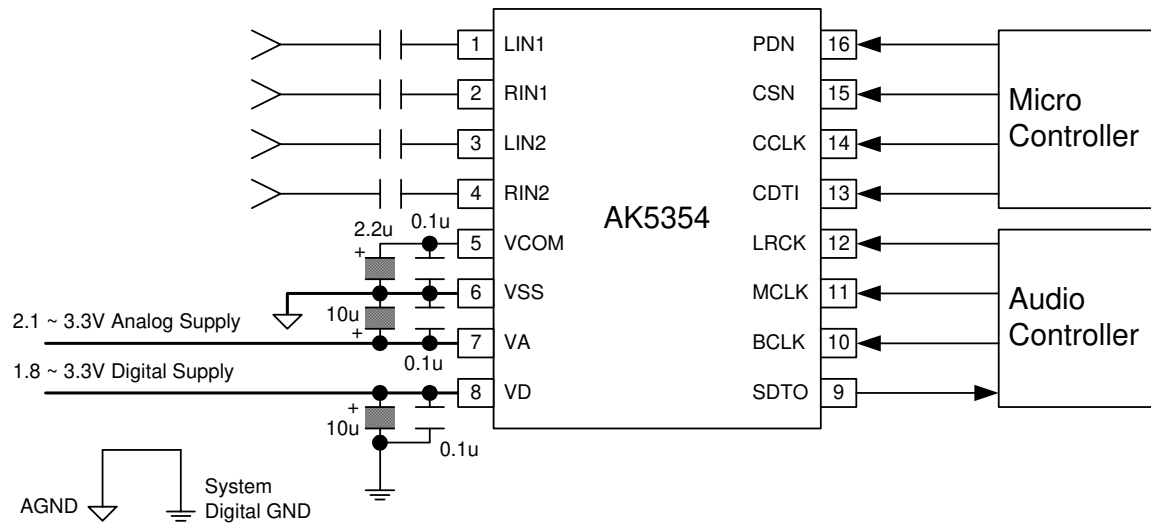 1 LIN1
2 RIN1
3 LIN2
4 RIN2
5 VCOM
6 VSS
7 VA
8 VD
AK5354
PDN 16
CSN 15
CCLK 14
CDTI 13
LRCK 12
MCLK 11
BCLK 10
SDTO 9
Micro
Controller
Audio
Controller
2.2u
0.1u
+
10u
+
0.1u
2.1 ~ 3.3V Analog Supply
1.8 ~ 3.3V Digital Supply
+
10u
0.1u
AGND
System
Digital GND